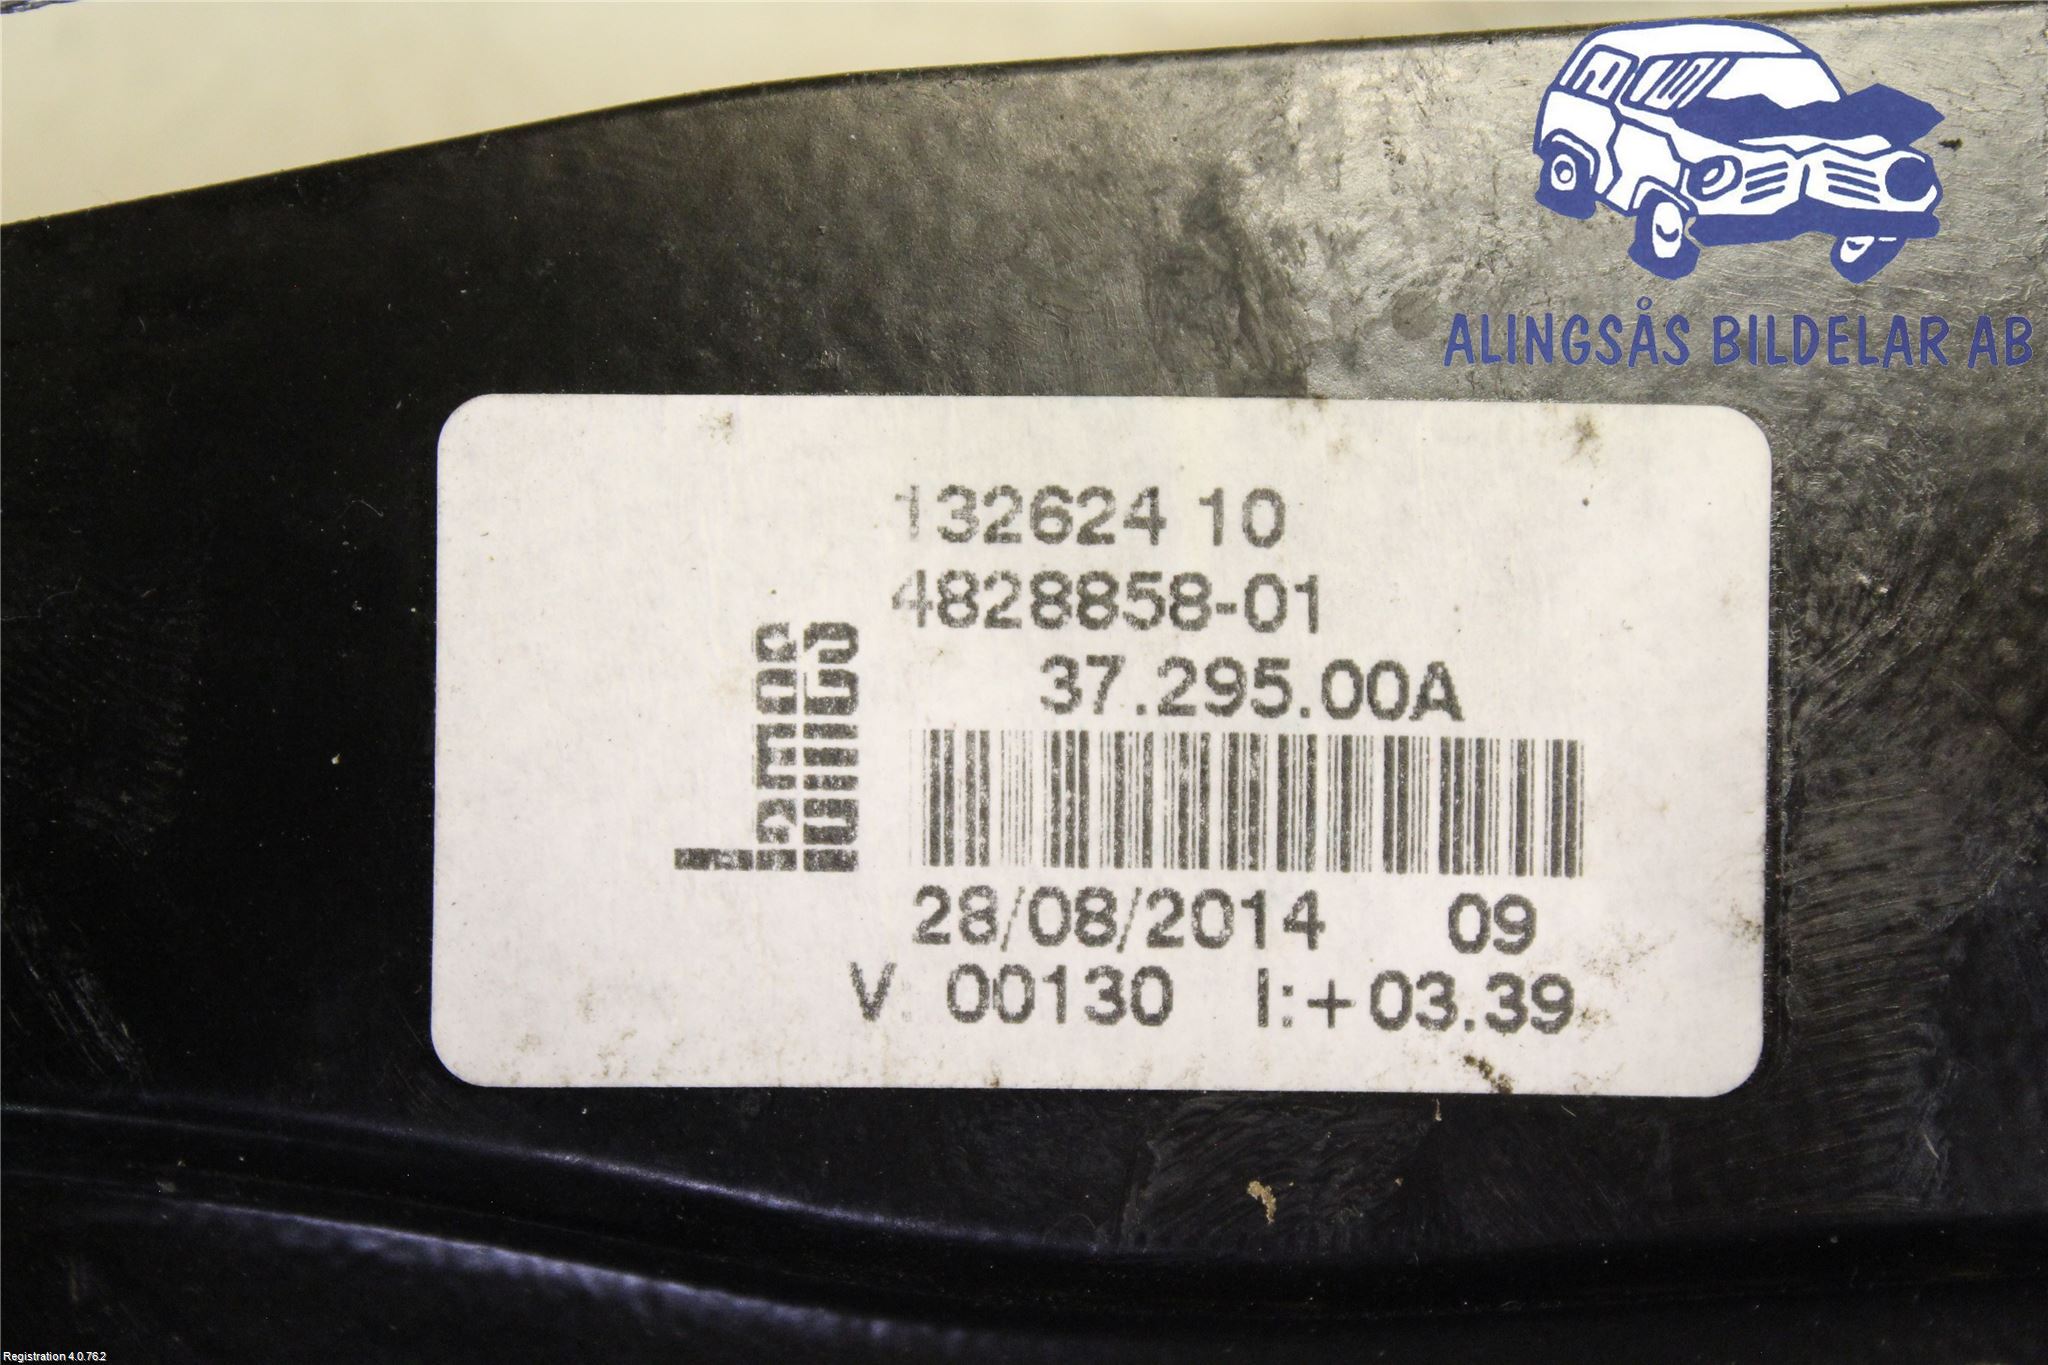 ALINGSÅS BILDELAR AB
132624 10
4828858-01
37.295.00A
28/08/2014 09
V. 00130 I:+03.39
Registration 4.0.76.2